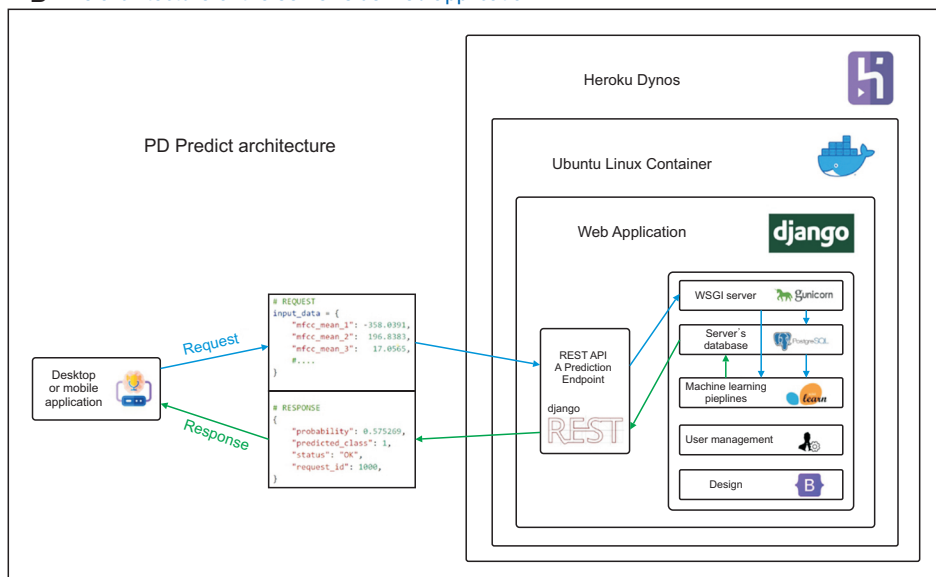 Heroku Dynos
PD Predict architecture
Ubuntu Linux Container
Web Application
django
# REQUEST
input_data = {
"mfcc_mean_1": -358.0391,
"mfcc_mean_2": 196.8383,
"mfcc_mean_3": 17.0565,
#....
}
Request
Desktop
or mobile
application
Response
# RESPONSE
{
"probability": 0.575269,
"predicted_class": 1,
"status": "OK",
"request_id": 1000,
}
REST API
A Prediction
Endpoint
django
REST
WSGI server
gunicorn
Server`s
database
PostgreSQL
Machine learning
pieplines
learn
User management
Design
B